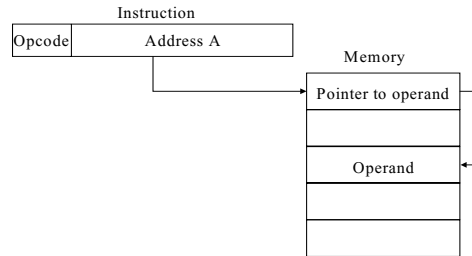 Instruction
Opcode
Address A
Memory
Pointer to operand
Operand